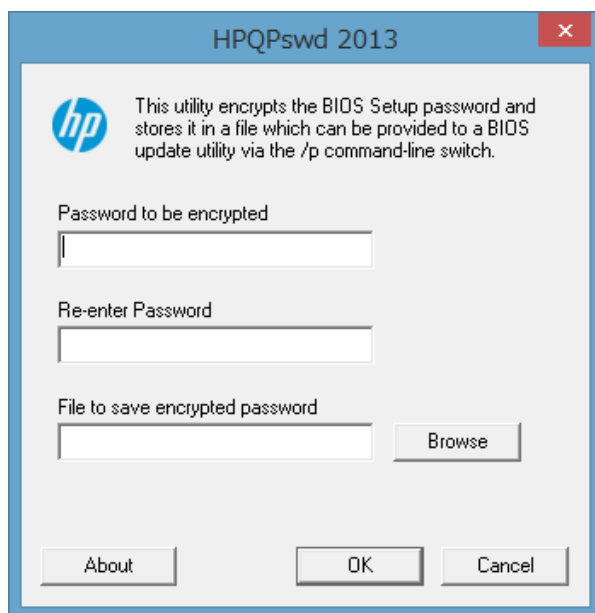 HPQPswd 2013
hp
This utility encrypts the BIOS Setup password and
stores it in a file which can be provided to a BIOS
update utility via the /p command-line switch.
Password to be encrypted
Re-enter Password
File to save encrypted password
Browse
About
OK
Cancel